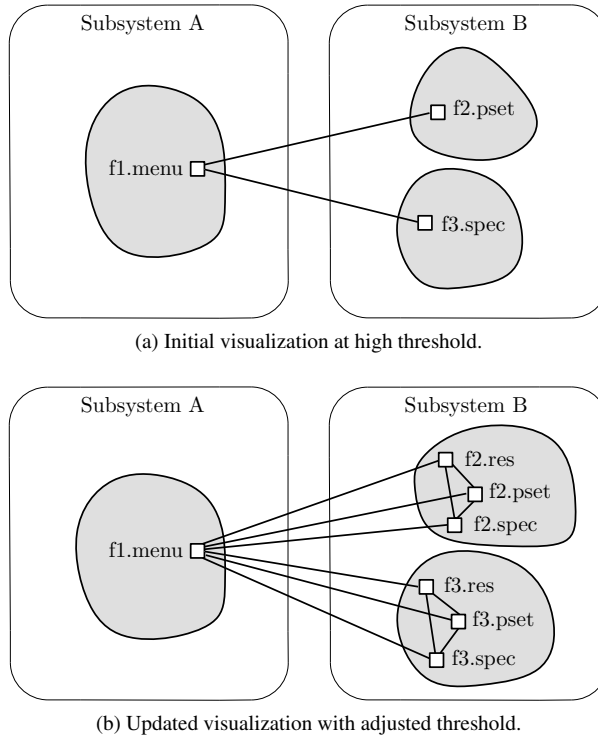 Subsystem A
Subsystem B
f2.pset
f1.menu
f3.spec
(a) Initial visualization at high threshold.
Subsystem A
Subsystem B
f2.res
f2.pset
f2.spec
f1.menu
f3.res
f3.pset
f3.spec
(b) Updated visualization with adjusted threshold.